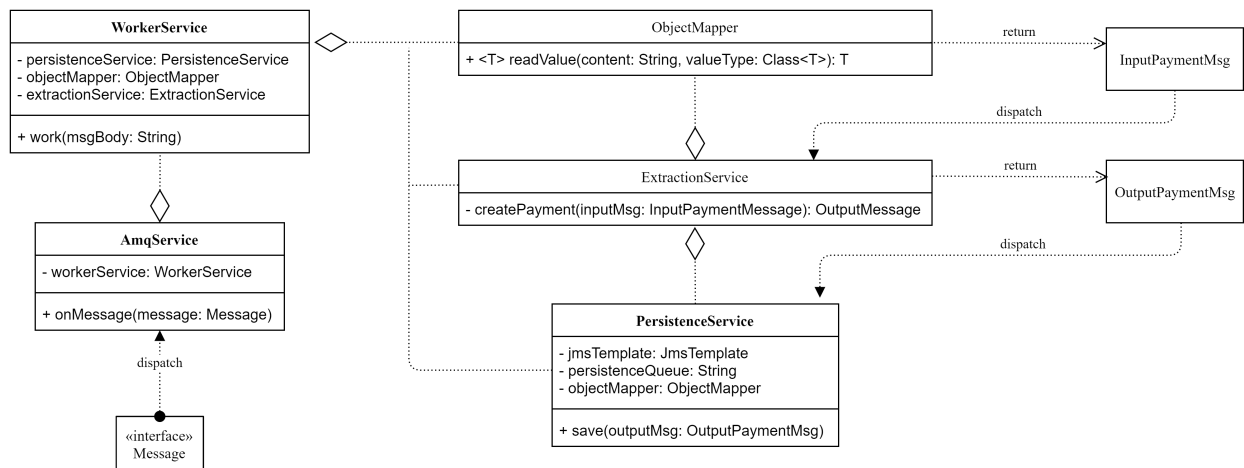 WorkerService
- persistenceService: PersistenceService
- objectMapper: ObjectMapper
- extractionService: ExtractionService
+ work(msgBody: String)
AmqService
- workerService: WorkerService
+ onMessage(message: Message)
dispatch
«interface»
Message
ObjectMapper
+ <T> readValue(content: String, valueType: Class<T>): T
return
InputPaymentMsg
dispatch
ExtractionService
- createPayment(inputMsg: InputPaymentMessage): OutputMessage
return
OutputPaymentMsg
dispatch
PersistenceService
- jmsTemplate: JmsTemplate
- persistenceQueue: String
- objectMapper: ObjectMapper
+ save(outputMsg: OutputPaymentMsg)